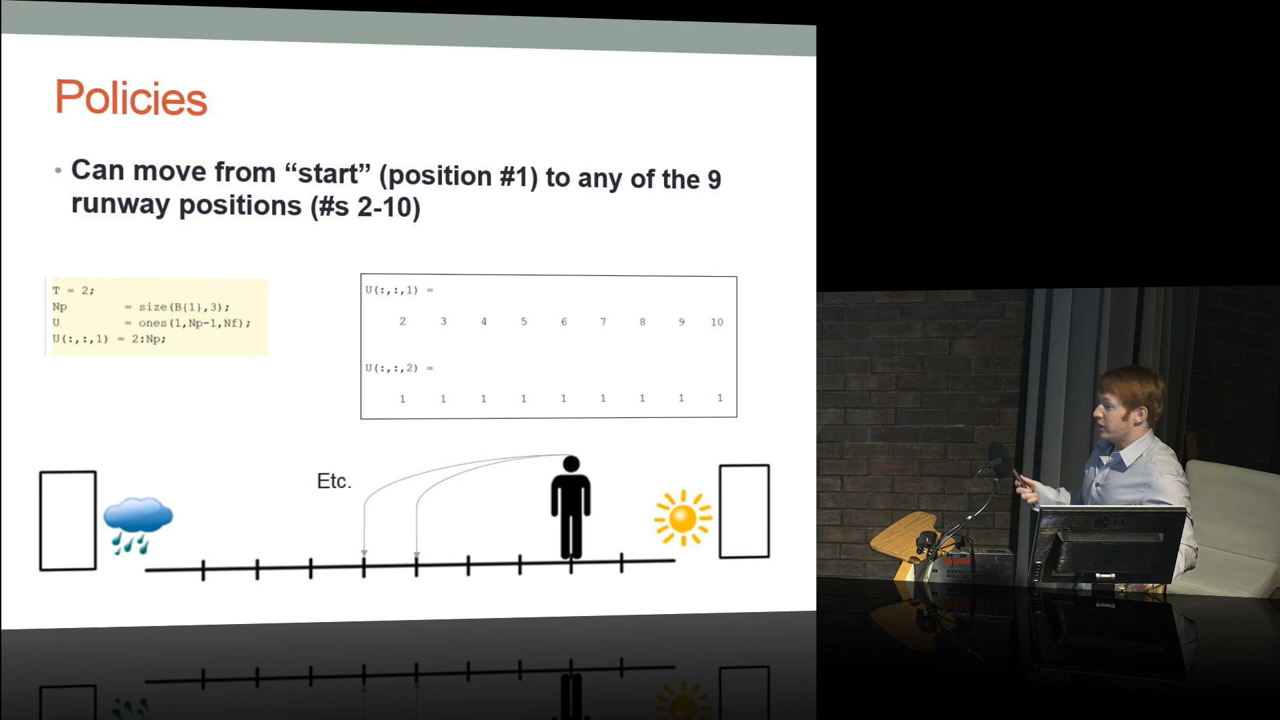 Policies
• Can move from “start” (position #1) to any of the 9
runway positions (#s 2-10)
T = 2;
Np = size(B{1},3);
U = ones(1,Np-1,Nf);
U(:,:,1) = 2:Np;
U(:,:,1) =
2 3 4 5 6 7 8 9 10
U(:,:,2) =
1 1 1 1 1 1 1 1 1
Etc.
LG